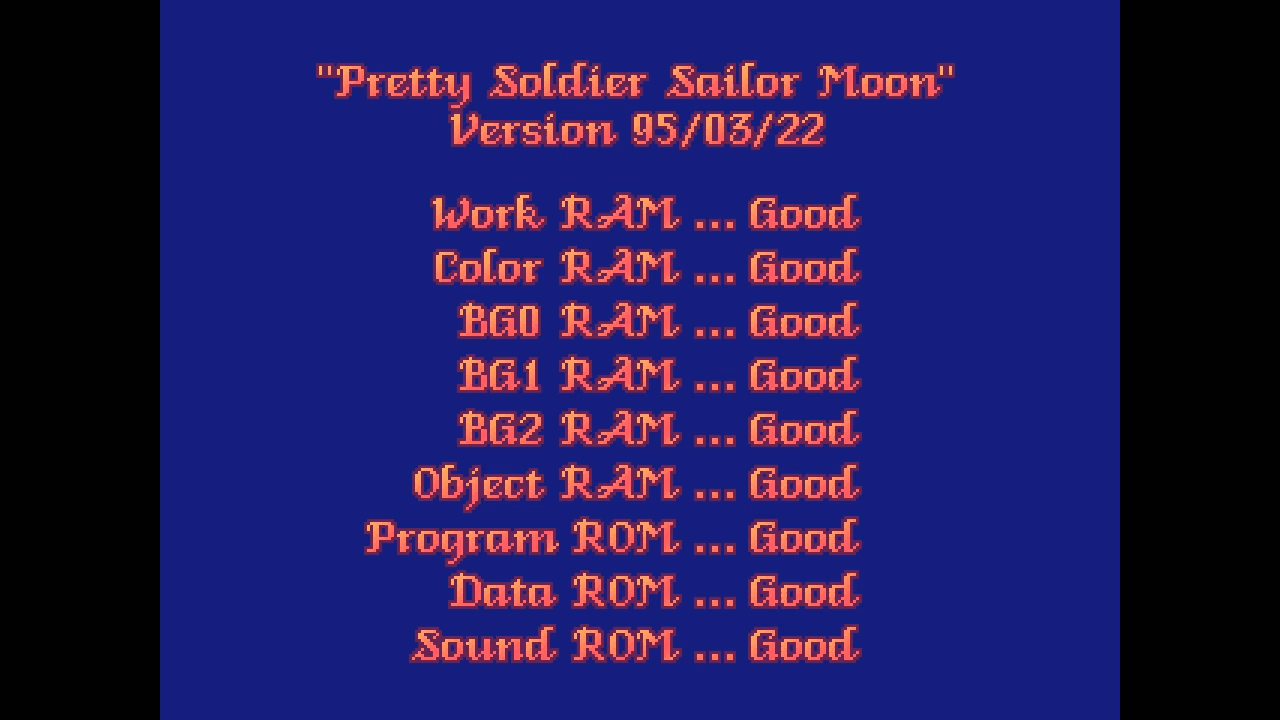 "Pretty Soldier Sailor Moon"
Version 95/03/22
Work RAM ... Good
Color RAM ... Good
BG0 RAM ... Good
BG1 RAM ... Good
BG2 RAM ... Good
Object RAM ... Good
Program ROM ... Good
Data ROM ... Good
Sound ROM ... Good